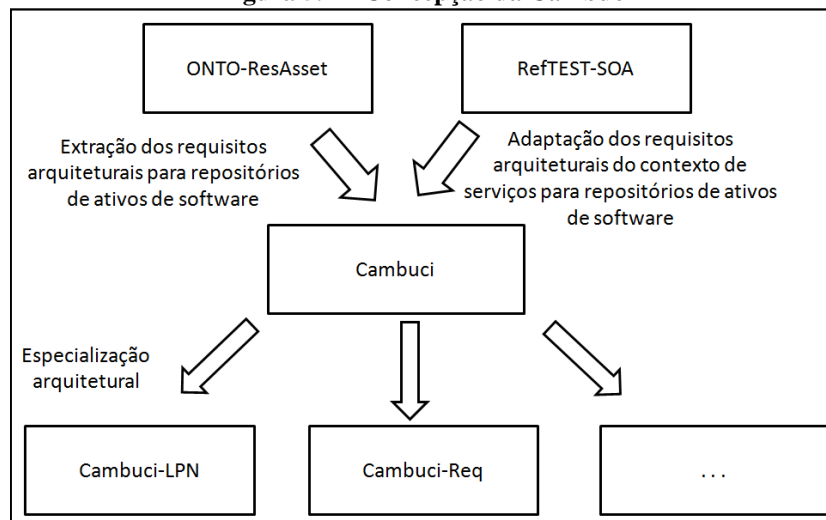 ONTO-ResAsset
RefTEST-SOA
Extração dos requisitos
arquiteturais para repositórios
de ativos de software
Adaptação dos requisitos
arquiteturais do contexto de
serviços para repositórios de ativos
de software
Cambuci
Especialização
arquitetural
Cambuci-LPN
Cambuci-Req
. . .